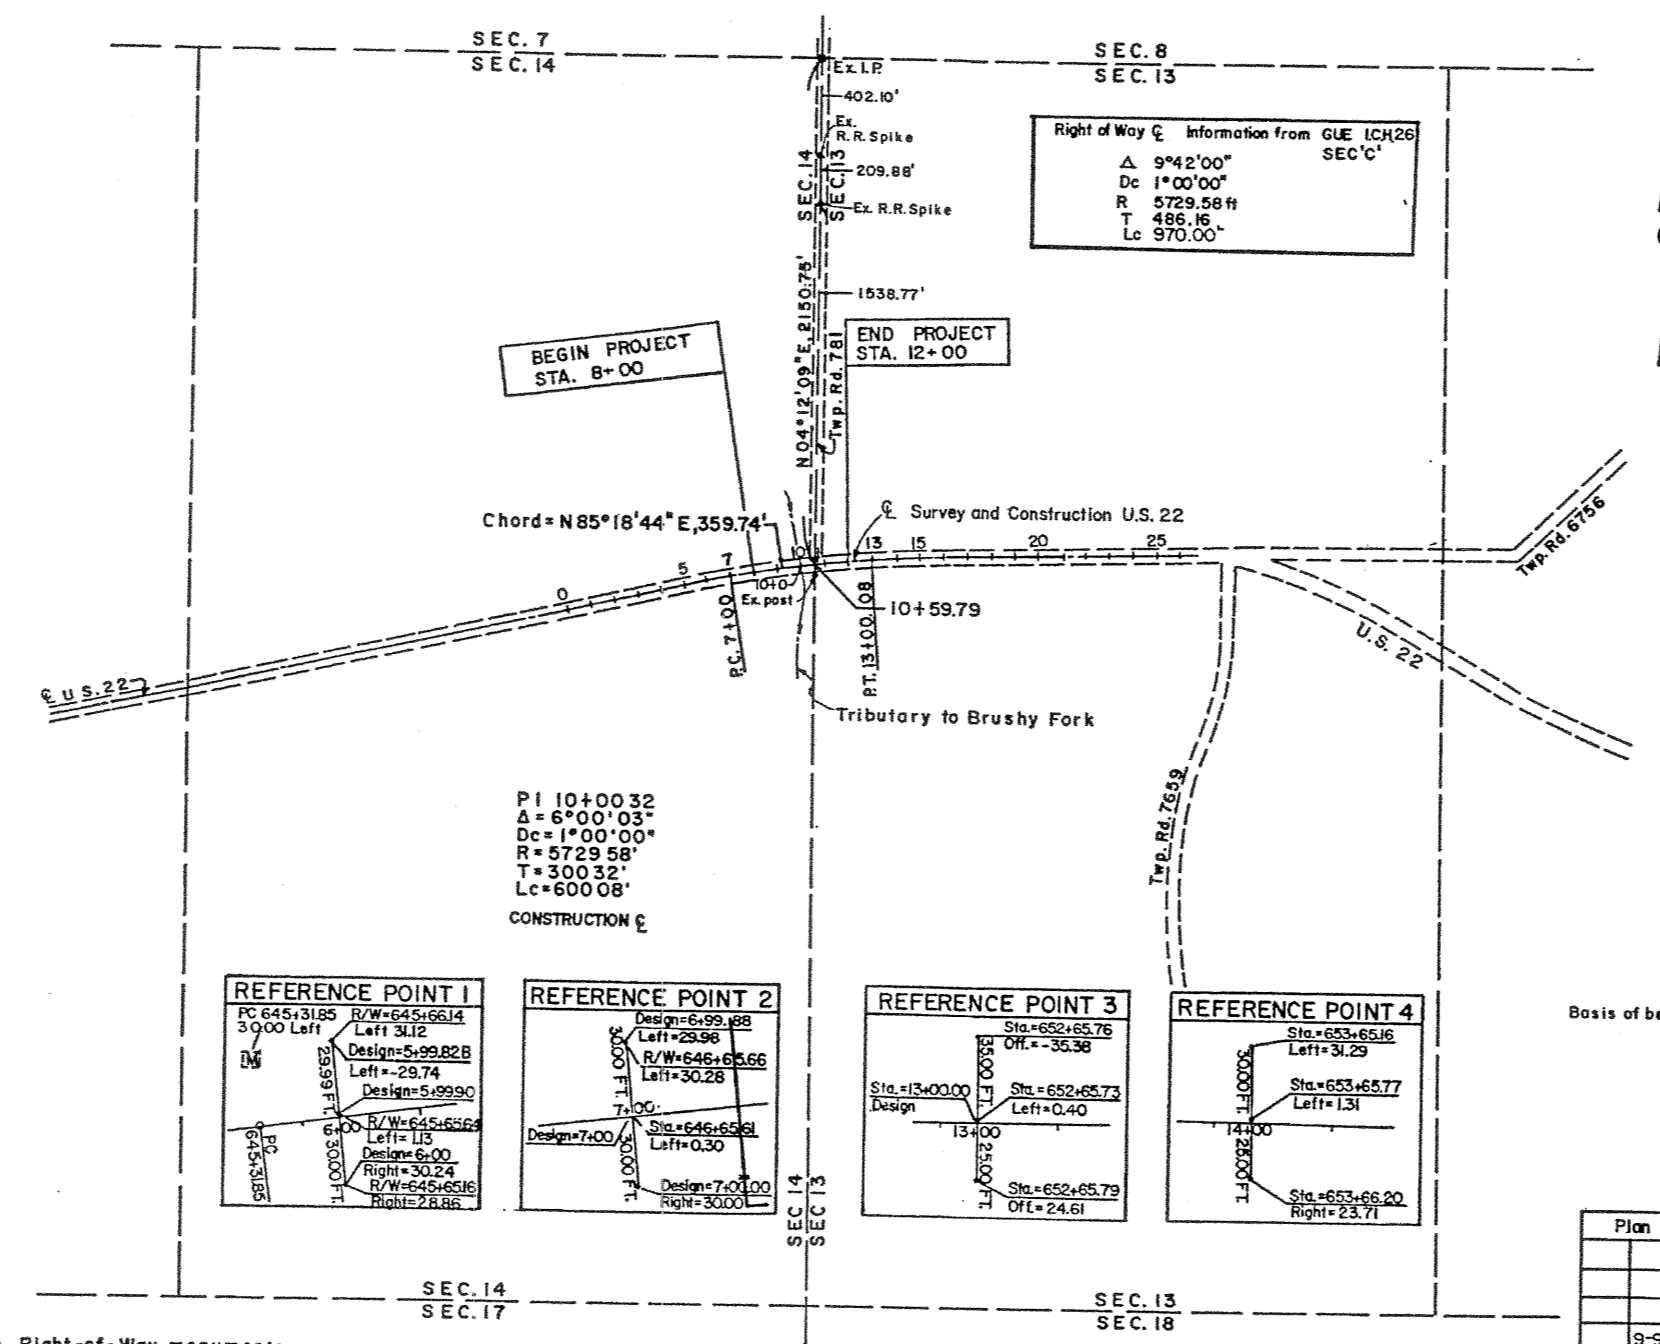 SEC. 7
SEC. 14
SEC. 8
SEC. 13
Ex. I.P.
402.10'
Ex.
R.R. Spike
SEC. 14
SEC. 13
209.88'
Ex. R.R. Spike
Right of Way ℄ Information from GUE I.C.H.26
SEC 'C'
Δ 9°42'00"
Dc 1°00'00"
R 5729.58 ft
T 486.16
Lc 970.00'
N 04°12'09" E, 2150.75'
1538.77'
Twp. Rd. 781
BEGIN PROJECT
STA. 8+00
END PROJECT
STA. 12+00
Chord = N 85°18'44" E, 359.74'
℄ Survey and Construction U.S. 22
0
5
7
10
13
15
20
25
Twp. Rd. 6756
10+0
Ex. post
10+59.79
P.C. 7+00
P.T. 13+00.08
U.S. 22
℄ U.S. 22
Tributary to Brushy Fork
Twp. Rd. 7659
PI 10+00 32
Δ = 6°00'03"
Dc = 1°00'00"
R = 5729 58'
T = 300 32'
Lc = 600 08'
CONSTRUCTION ℄
REFERENCE POINT 1
PC 645+31.85
30.00 Left
R/W=645+66.14
Left 31.12
Design=5+99.82B
Left=-29.74
29.99 FT.
Design=5+99.90
6+00
R/W=645+65.64
Left= 1.13
PC
645+31.85
30.00 FT.
Design=6+00
Right=30.24
R/W=645+65.16
Right=28.86
REFERENCE POINT 2
Design=6+99.88
Left=29.98
30.00 FT.
R/W=646+65.66
Left=30.28
7+00
Design=7+00
Sta.=646+65.61
Left=0.30
30.00 FT.
Design=7+00.00
Right=30.00
REFERENCE POINT 3
Sta.=652+65.76
Off.= -35.38
35.00 FT.
Sta.=13+00.00
Design
Sta.=652+65.73
Left=0.40
13+00
25.00 FT.
Sta.=652+65.79
Off.= 24.61
REFERENCE POINT 4
Sta.=653+65.16
Left=31.29
30.00 FT.
Sta.=653+65.77
Left=1.31
14+00
25.00 FT.
Sta.=653+66.20
Right=23.71
Basis of be
SEC 14
SEC 13
Plan
SEC. 14
SEC. 17
SEC. 13
SEC. 18
Right-of-Way monuments
9-9